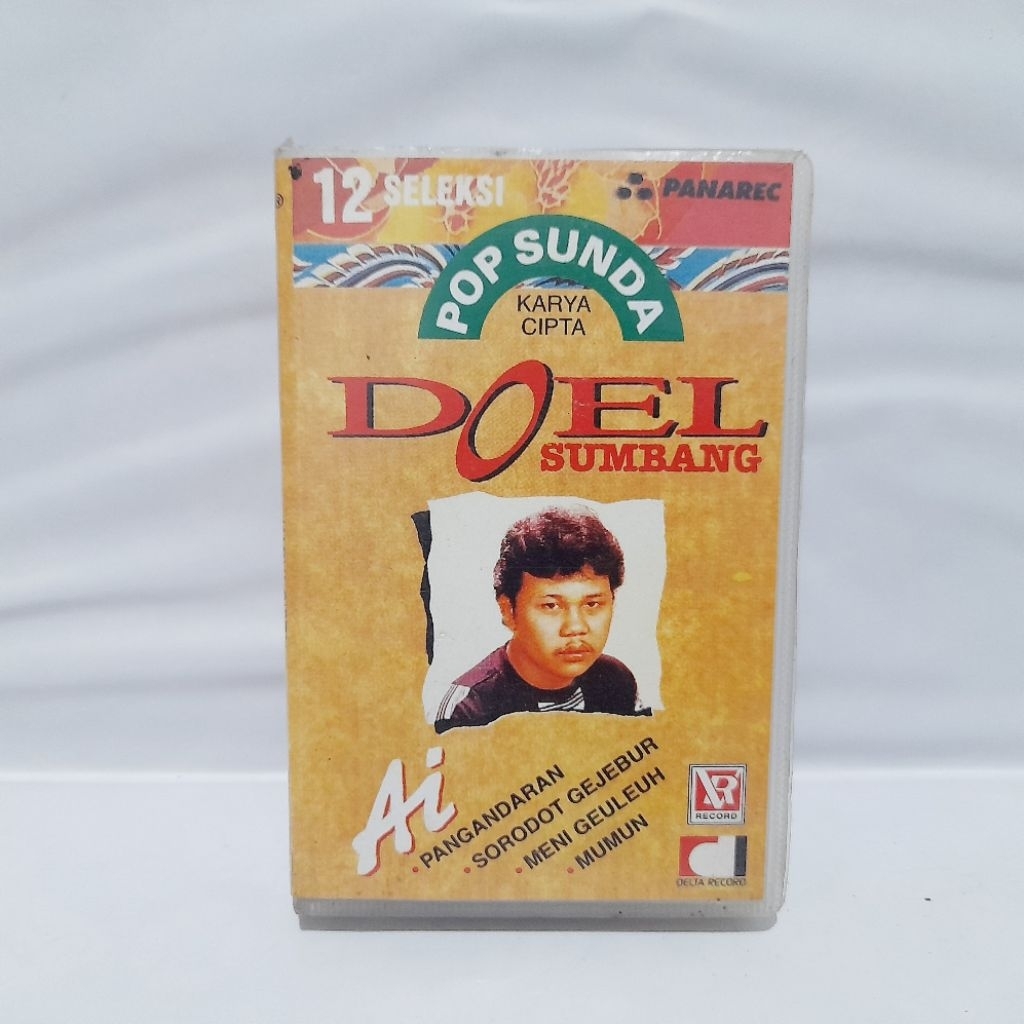 12 SELEKSI
PANAREC
POP SUNDA
KARYA
CIPTA
DOEL
SUMBANG
Ai
. PANGANDARAN
. SORODOT GEJEBUR
. MENI GEULEUH
. MUMUN
RECORD
DELTA RECORD